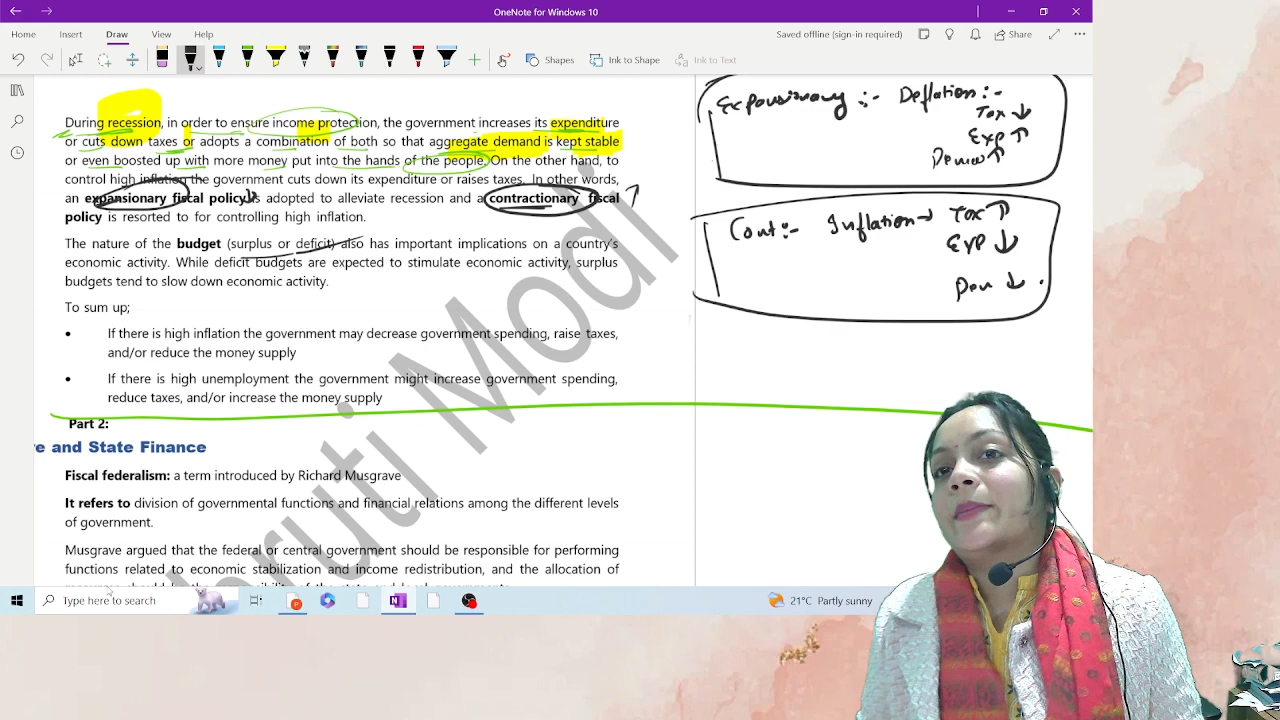 OneNote for Windows 10
Home Insert Draw View Help
Saved offline (sign-in required) Share
Shapes Ink to Shape Ink to Text
During recession, in order to ensure income protection, the government increases its expenditure
or cuts down taxes or adopts a combination of both so that aggregate demand is kept stable
or even boosted up with more money put into the hands of the people. On the other hand, to
control high inflation the government cuts down its expenditure or raises taxes. In other words,
an expansionary fiscal policy is adopted to alleviate recession and a contractionary fiscal
policy is resorted to for controlling high inflation.
The nature of the budget (surplus or deficit) also has important implications on a country's
economic activity. While deficit budgets are expected to stimulate economic activity, surplus
budgets tend to slow down economic activity.
To sum up;
• If there is high inflation the government may decrease government spending, raise taxes,
and/or reduce the money supply
• If there is high unemployment the government might increase government spending,
reduce taxes, and/or increase the money supply
Part 2:
e and State Finance
Fiscal federalism: a term introduced by Richard Musgrave
It refers to division of governmental functions and financial relations among the different levels
of government.
Musgrave argued that the federal or central government should be responsible for performing
functions related to economic stabilization and income redistribution, and the allocation of
Expansionary :- Deflation :-
Tax ↓
Exp ↑
Demand ↑
Cont :- Inflation → Tax ↑
Exp ↓
Dem ↓
hruti Modi
Type here to search
21°C Partly sunny